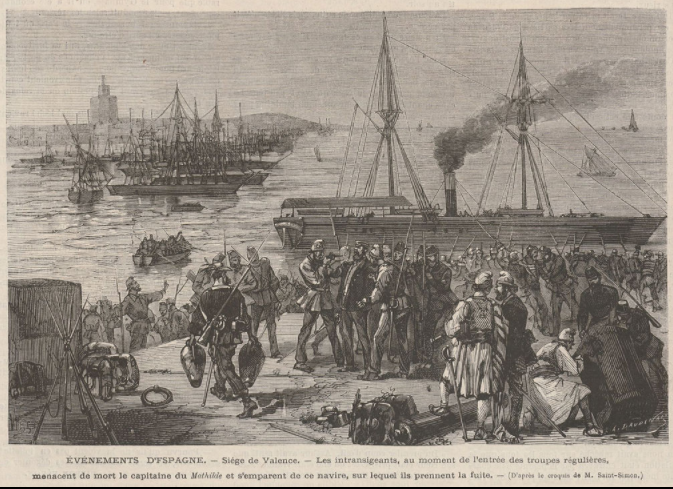 ÉVÉNEMENTS D'ESPAGNE. — Siége de Valence. — Les intransigeants, au moment de l'entrée des troupes régulières,
menacent de mort le capitaine du Mathilde et s'emparent de ce navire, sur lequel ils prennent la fuite. — (D'après le croquis de M. Saint-Simon.)